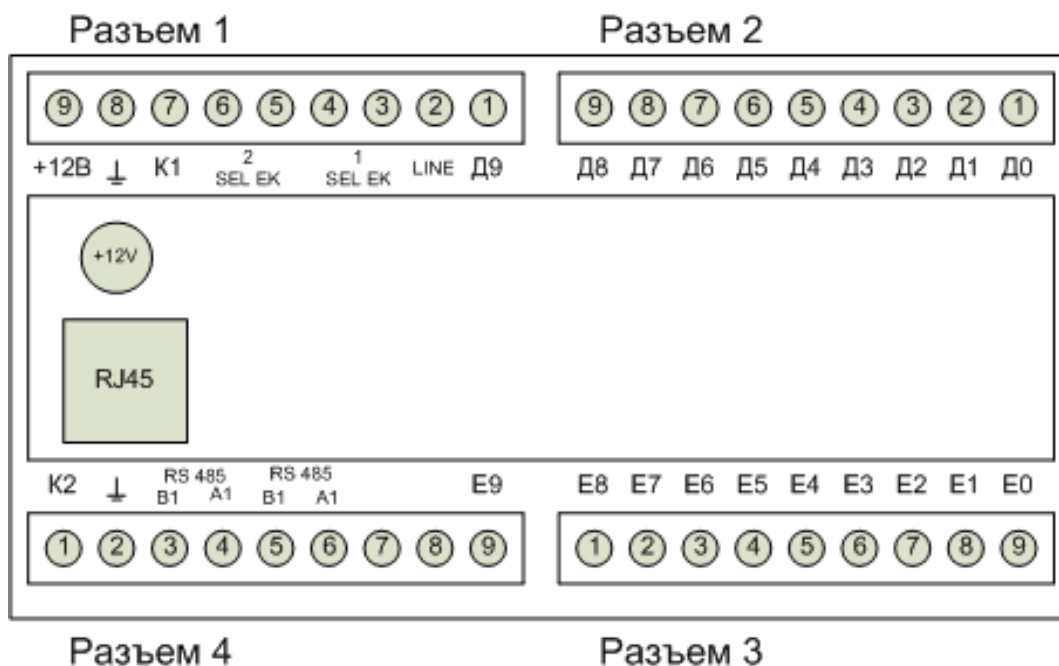 Разъем 1 Разъем 2
9 8 7 6 5 4 3 2 1 9 8 7 6 5 4 3 2 1
+12В К1 2 SEL EK 1 SEL EK LINE Д9 Д8 Д7 Д6 Д5 Д4 Д3 Д2 Д1 Д0
+12V
RJ45
К2 RS 485 B1 A1 RS 485 B1 A1 E9 E8 E7 E6 E5 E4 E3 E2 E1 E0
1 2 3 4 5 6 7 8 9 1 2 3 4 5 6 7 8 9
Разъем 4 Разъем 3